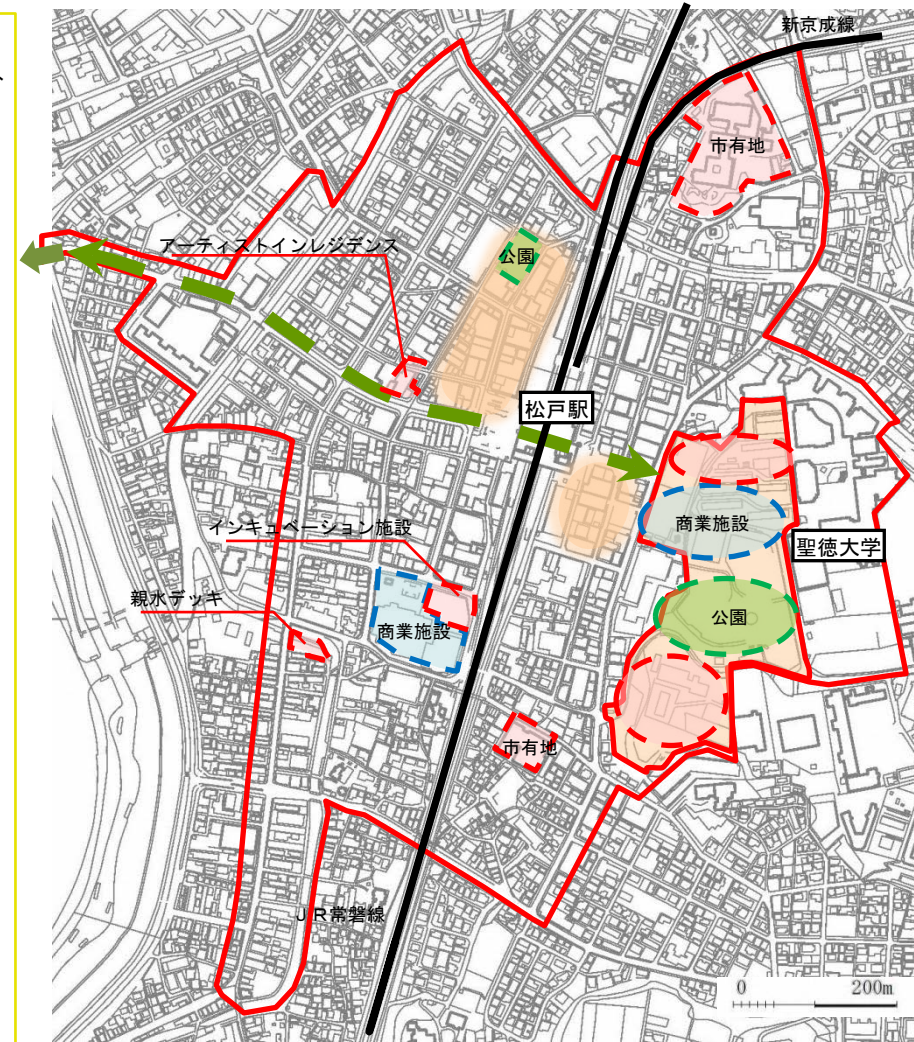 新京成線
市有地
アーティストインレジデンス
公園
松戸駅
商業施設
インキュベーション施設
聖徳大学
親水デッキ
公園
商業施設
市有地
JR常磐線
0 200m